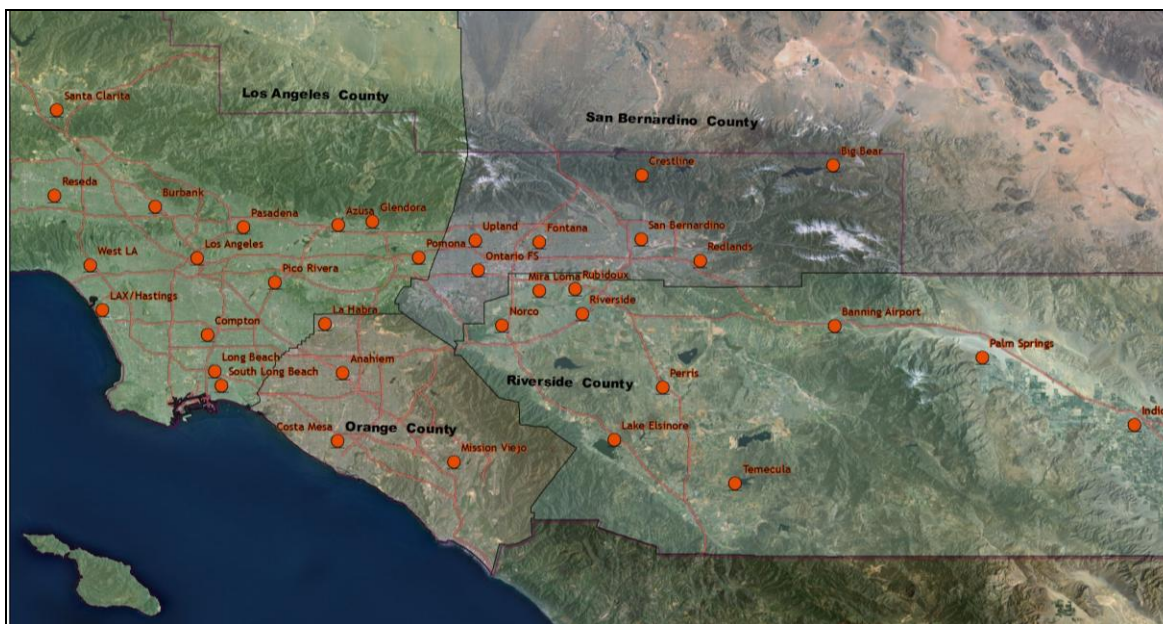 Los Angeles County
San Bernardino County
Santa Clarita
Crestline
Big Bear
Reseda
Burbank
Pasadena
Azusa
Glendora
Upland
Fontana
San Bernardino
Redlands
West LA
Los Angeles
Pomona
Ontario FS
Pico Rivera
Mira Loma
Rubidoux
LAX/Hastings
Compton
La Habra
Norco
Riverside
Banning Airport
Long Beach
South Long Beach
Anahiem
Palm Springs
Riverside County
Perris
Indio
Costa Mesa
Orange County
Lake Elsinore
Mission Viejo
Temecula